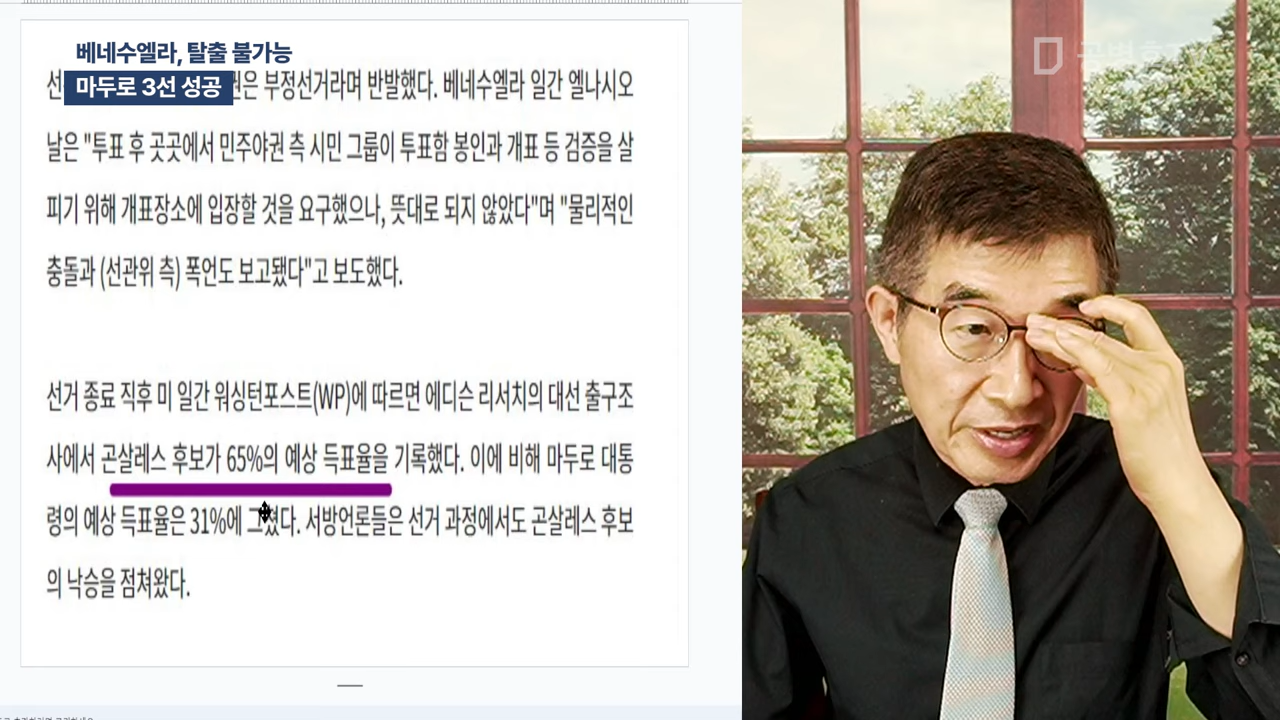 베네수엘라, 탈출 불가능
마두로 3선 성공
선 은 부정선거라며 반발했다. 베네수엘라 일간 엘나시오
날은 "투표 후 곳곳에서 민주야권 측 시민 그룹이 투표함 봉인과 개표 등 검증을 살
피기 위해 개표장소에 입장할 것을 요구했으나, 뜻대로 되지 않았다"며 "물리적인
충돌과 (선관위 측) 폭언도 보고됐다"고 보도했다.
선거 종료 직후 미 일간 워싱턴포스트(WP)에 따르면 에디슨 리서치의 대선 출구조
사에서 곤살레스 후보가 65%의 예상 득표율을 기록했다. 이에 비해 마두로 대통
령의 예상 득표율은 31%에 그쳤다. 서방언론들은 선거 과정에서도 곤살레스 후보
의 낙승을 점쳐왔다.